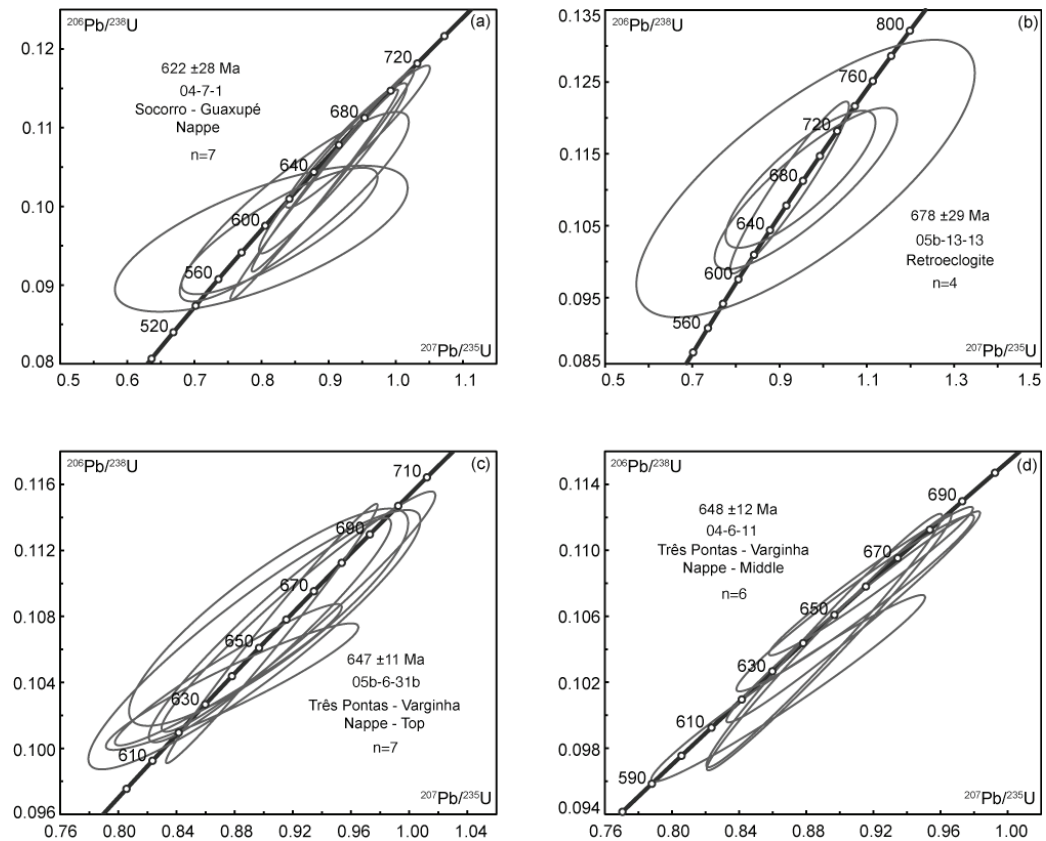 (a)
206Pb/238U
622 ±28 Ma
04-7-1
Socorro - Guaxupé
Nappe
n=7
720
680
640
600
560
520
0.12
0.11
0.10
0.09
0.08
207Pb/235U
0.5 0.6 0.7 0.8 0.9 1.0 1.1
(b)
206Pb/238U
800
760
720
680
640
600
560
678 ±29 Ma
05b-13-13
Retroeclogite
n=4
0.135
0.125
0.115
0.105
0.095
0.085
207Pb/235U
0.5 0.7 0.9 1.1 1.3 1.5
(c)
206Pb/238U
710
690
670
650
630
610
647 ±11 Ma
05b-6-31b
Três Pontas - Varginha
Nappe - Top
n=7
0.116
0.112
0.108
0.104
0.100
0.096
207Pb/235U
0.76 0.80 0.84 0.88 0.92 0.96 1.00 1.04
(d)
206Pb/238U
648 ±12 Ma
04-6-11
Três Pontas - Varginha
Nappe - Middle
n=6
690
670
650
630
610
590
0.114
0.110
0.106
0.102
0.098
0.094
207Pb/235U
0.76 0.80 0.84 0.88 0.92 0.96 1.00